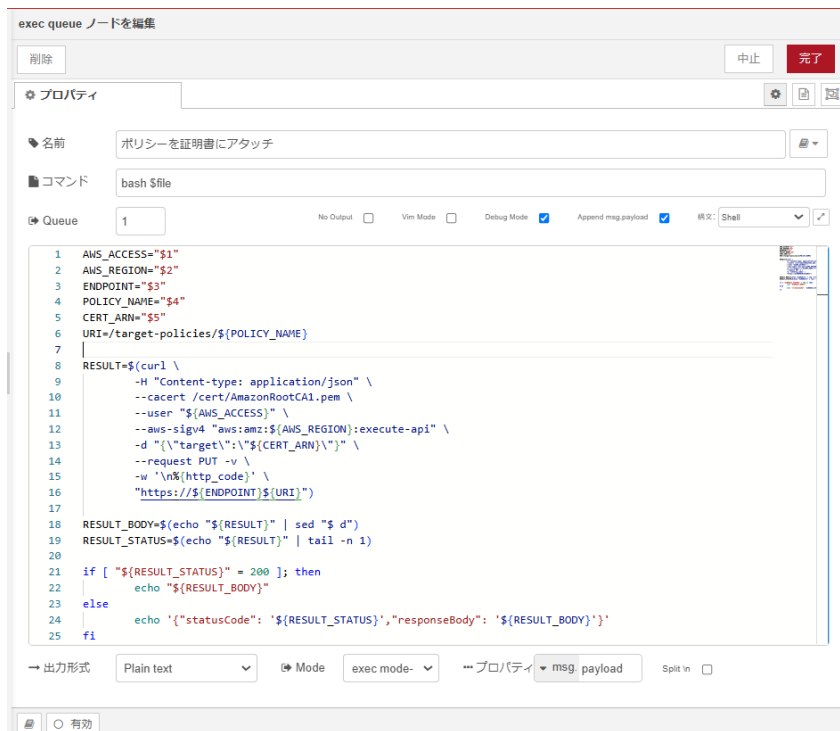 exec queue ノードを編集
削除
中止
完了
プロパティ
名前
ポリシーを証明書にアタッチ
コマンド
bash $file
Queue
1
No Output
Vim Mode
Debug Mode
Append msg.payload
構文:
Shell
1 AWS_ACCESS="$1"
2 AWS_REGION="$2"
3 ENDPOINT="$3"
4 POLICY_NAME="$4"
5 CERT_ARN="$5"
6 URI=/target-policies/${POLICY_NAME}
7
8 RESULT=$(curl \
9 -H "Content-type: application/json" \
10 --cacert /cert/AmazonRootCA1.pem \
11 --user "${AWS_ACCESS}" \
12 --aws-sigv4 "aws:amz:${AWS_REGION}:execute-api" \
13 -d "{\"target\":\"${CERT_ARN}\"}" \
14 --request PUT -v \
15 -w '\n%{http_code}' \
16 "https://${ENDPOINT}${URI}")
17
18 RESULT_BODY=$(echo "${RESULT}" | sed "$ d")
19 RESULT_STATUS=$(echo "${RESULT}" | tail -n 1)
20
21 if [ "${RESULT_STATUS}" = 200 ]; then
22 echo "${RESULT_BODY}"
23 else
24 echo '{"statusCode": '${RESULT_STATUS}',"responseBody": '${RESULT_BODY}'}'
25 fi
出力形式
Plain text
Mode
exec mode-
プロパティ
msg. payload
Split \n
有効